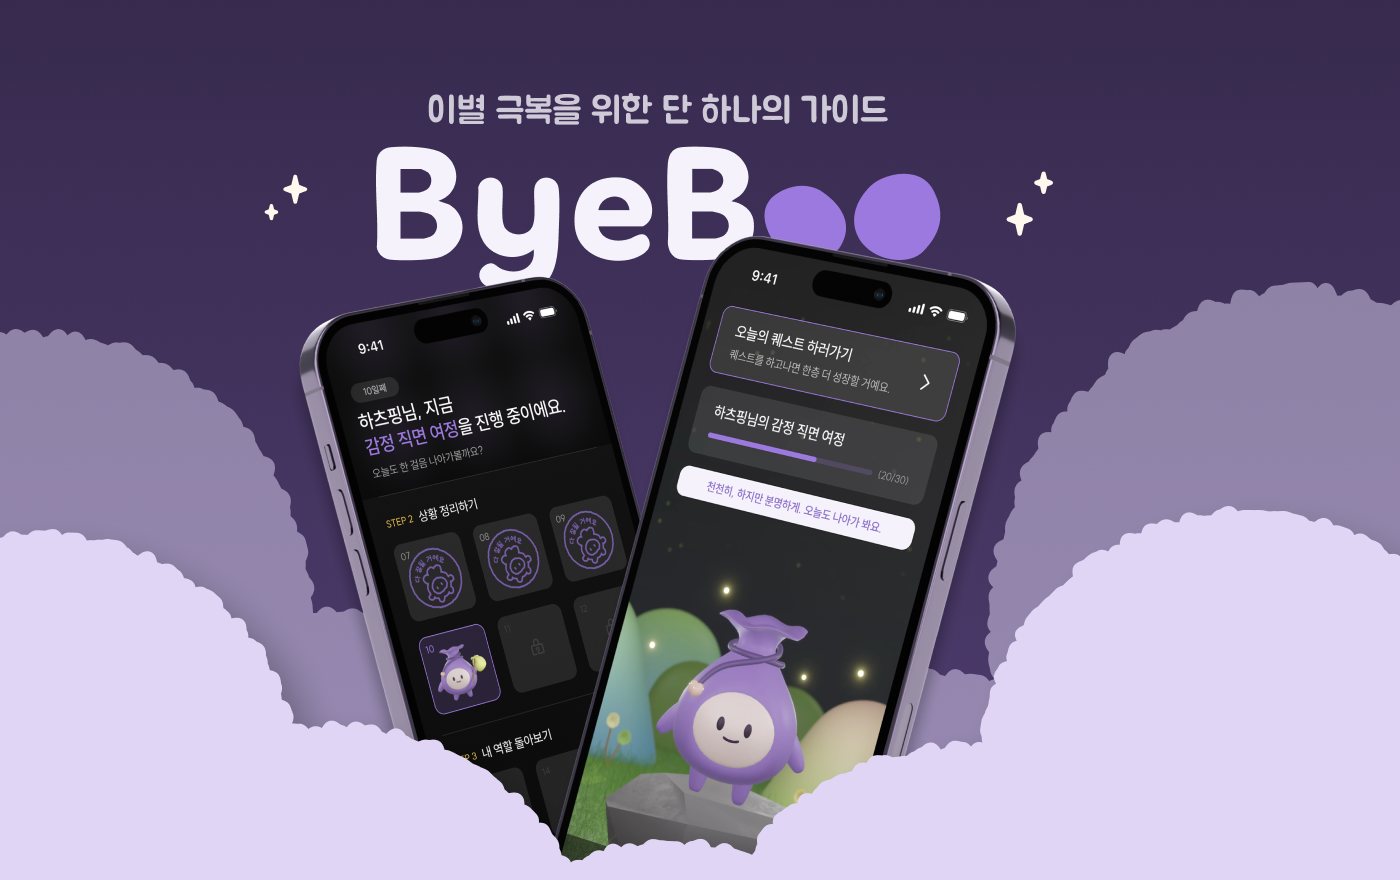 이별 극복을 위한 단 하나의 가이드
ByeBoo
9:41
10일째
하츠핑님, 지금
감정 직면 여정을 진행 중이에요.
오늘도 한 걸음 나아가볼까요?
STEP 2 상황 정리하기
07
08
09
10
11
12
EP 3 내 역할 돌아보기
14
9:41
오늘의 퀘스트 하러가기
퀘스트를 하고나면 한층 더 성장할 거예요.
하츠핑님의 감정 직면 여정
(20/30)
천천히, 하지만 분명하게. 오늘도 나아가 봐요.